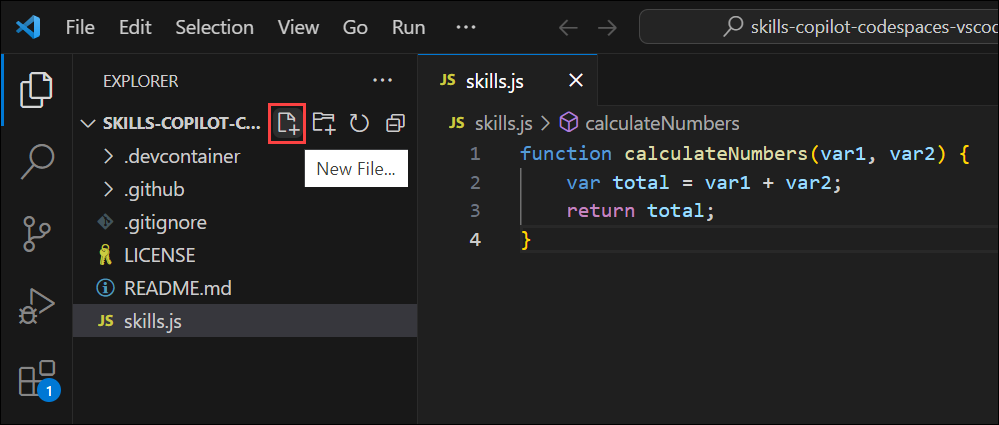 File Edit Selection View Go Run ···
skills-copilot-codespaces-vscod
EXPLORER ···
SKILLS-COPILOT-C...
New File...
.devcontainer
.github
.gitignore
LICENSE
README.md
JS skills.js
1
JS skills.js
JS skills.js > calculateNumbers
1 function calculateNumbers(var1, var2) {
2 var total = var1 + var2;
3 return total;
4 }